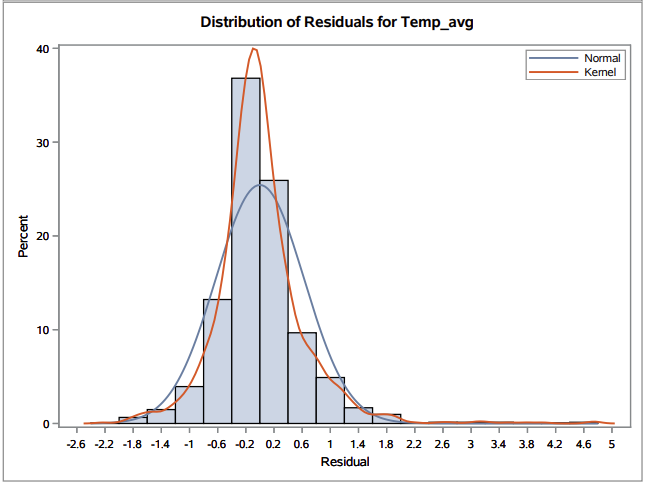 Distribution of Residuals for Temp_avg
Normal
Kernel
40
30
20
10
0
Percent
-2.6 -2.2 -1.8 -1.4 -1 -0.6 -0.2 0.2 0.6 1 1.4 1.8 2.2 2.6 3 3.4 3.8 4.2 4.6 5
Residual